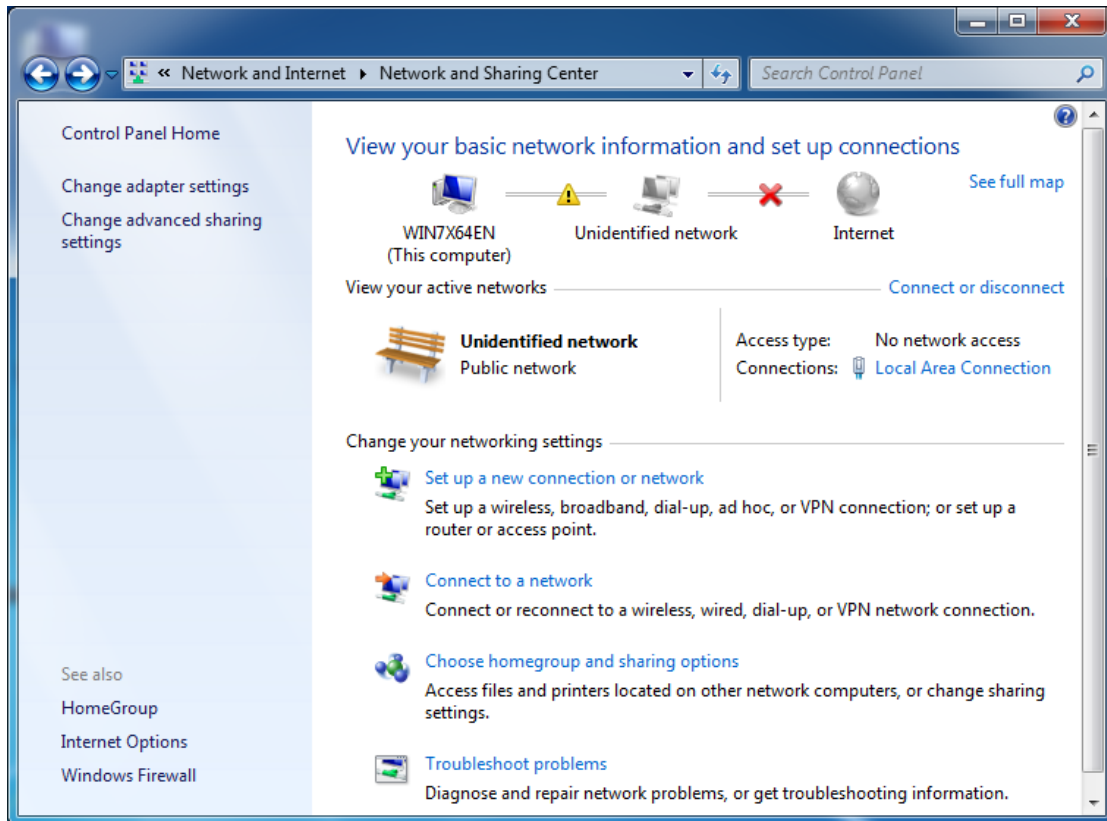 « Network and Internet ▸ Network and Sharing Center
Search Control Panel
Control Panel Home
Change adapter settings
Change advanced sharing
settings
See also
HomeGroup
Internet Options
Windows Firewall
View your basic network information and set up connections
See full map
WIN7X64EN
(This computer)
Unidentified network
Internet
View your active networks
Connect or disconnect
Unidentified network
Public network
Access type: No network access
Connections: Local Area Connection
Change your networking settings
Set up a new connection or network
Set up a wireless, broadband, dial-up, ad hoc, or VPN connection; or set up a
router or access point.
Connect to a network
Connect or reconnect to a wireless, wired, dial-up, or VPN network connection.
Choose homegroup and sharing options
Access files and printers located on other network computers, or change sharing
settings.
Troubleshoot problems
Diagnose and repair network problems, or get troubleshooting information.